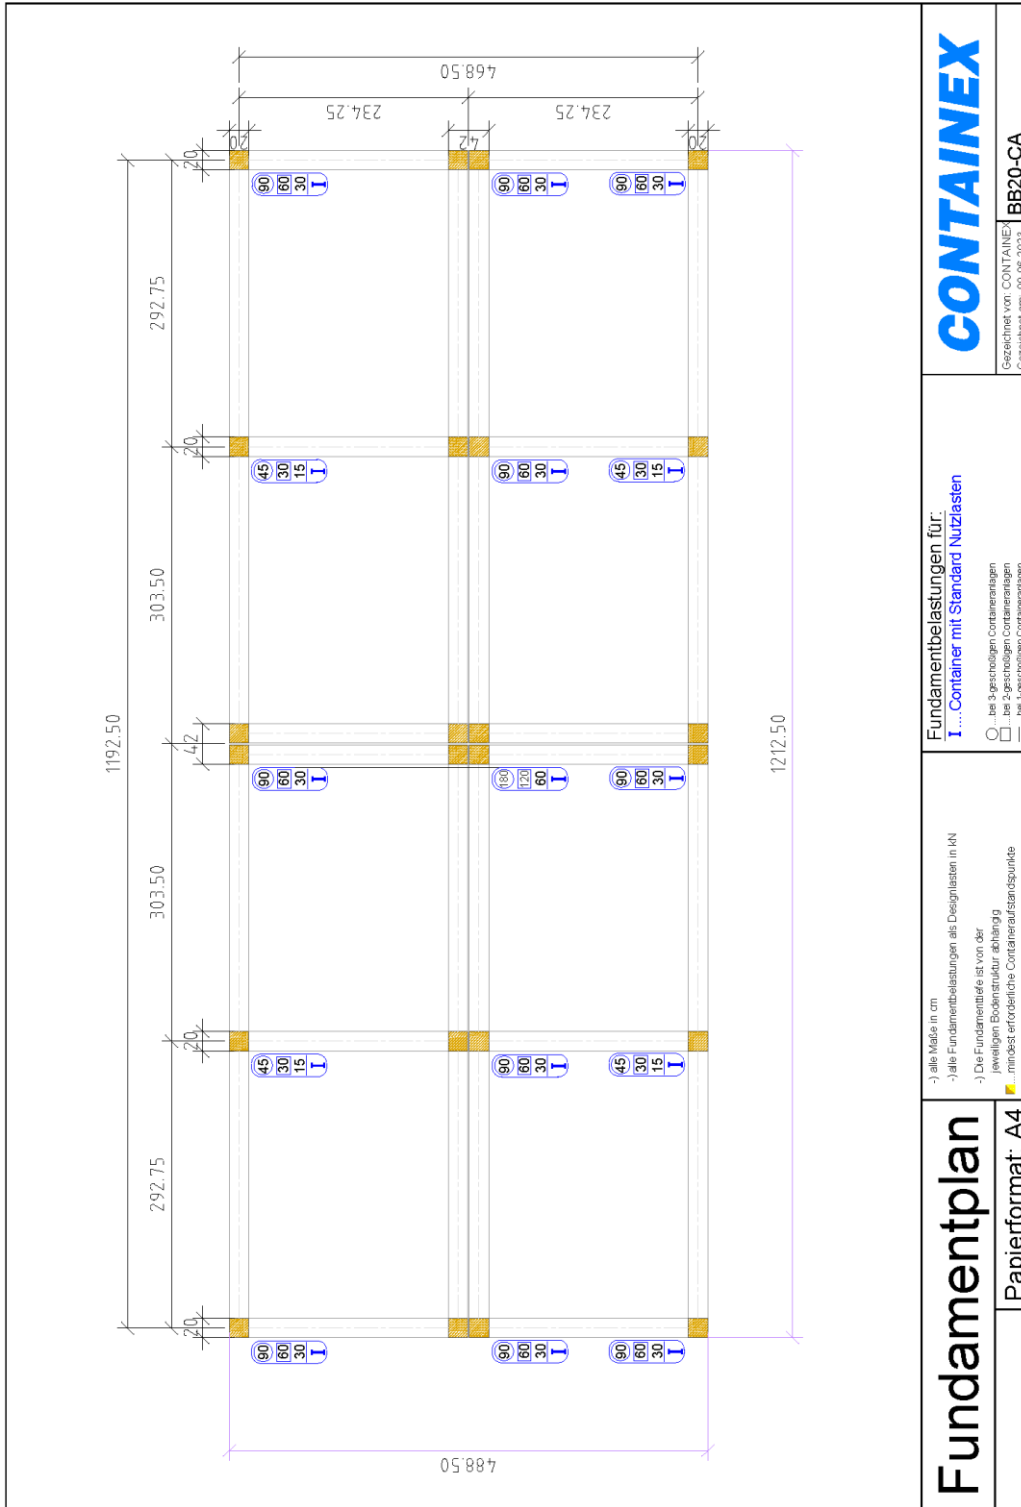 468.50
234.25
234.25
20
42
20
20
90
60
30
I
90
60
30
I
90
60
30
I
292.75
20
45
30
15
I
90
60
30
I
45
30
15
I
303.50
1192.50
42
90
60
30
I
180
120
60
I
90
60
30
I
1212.50
303.50
20
45
30
15
I
90
60
30
I
45
30
15
I
292.75
20
90
60
30
I
90
60
30
I
90
60
30
I
488.50
Fundamentplan
Papierformat: A4
-) alle Maße in cm
-) alle Fundamentbelastungen als Designlasten in kN
-) Die Fundamenttiefe ist von der
jeweiligen Bodenstruktur abhängig
...mindest erforderliche Containeraufstandspunkte
Fundamentbelastungen für:
I ....Container mit Standard Nutzlasten
...bei 3-geschoßigen Containeranlagen
...bei 2-geschoßigen Containeranlagen
...bei 1-geschoßigen Containeranlagen
CONTAINEX
Gezeichnet von: CONTAINEX
BB20-CA